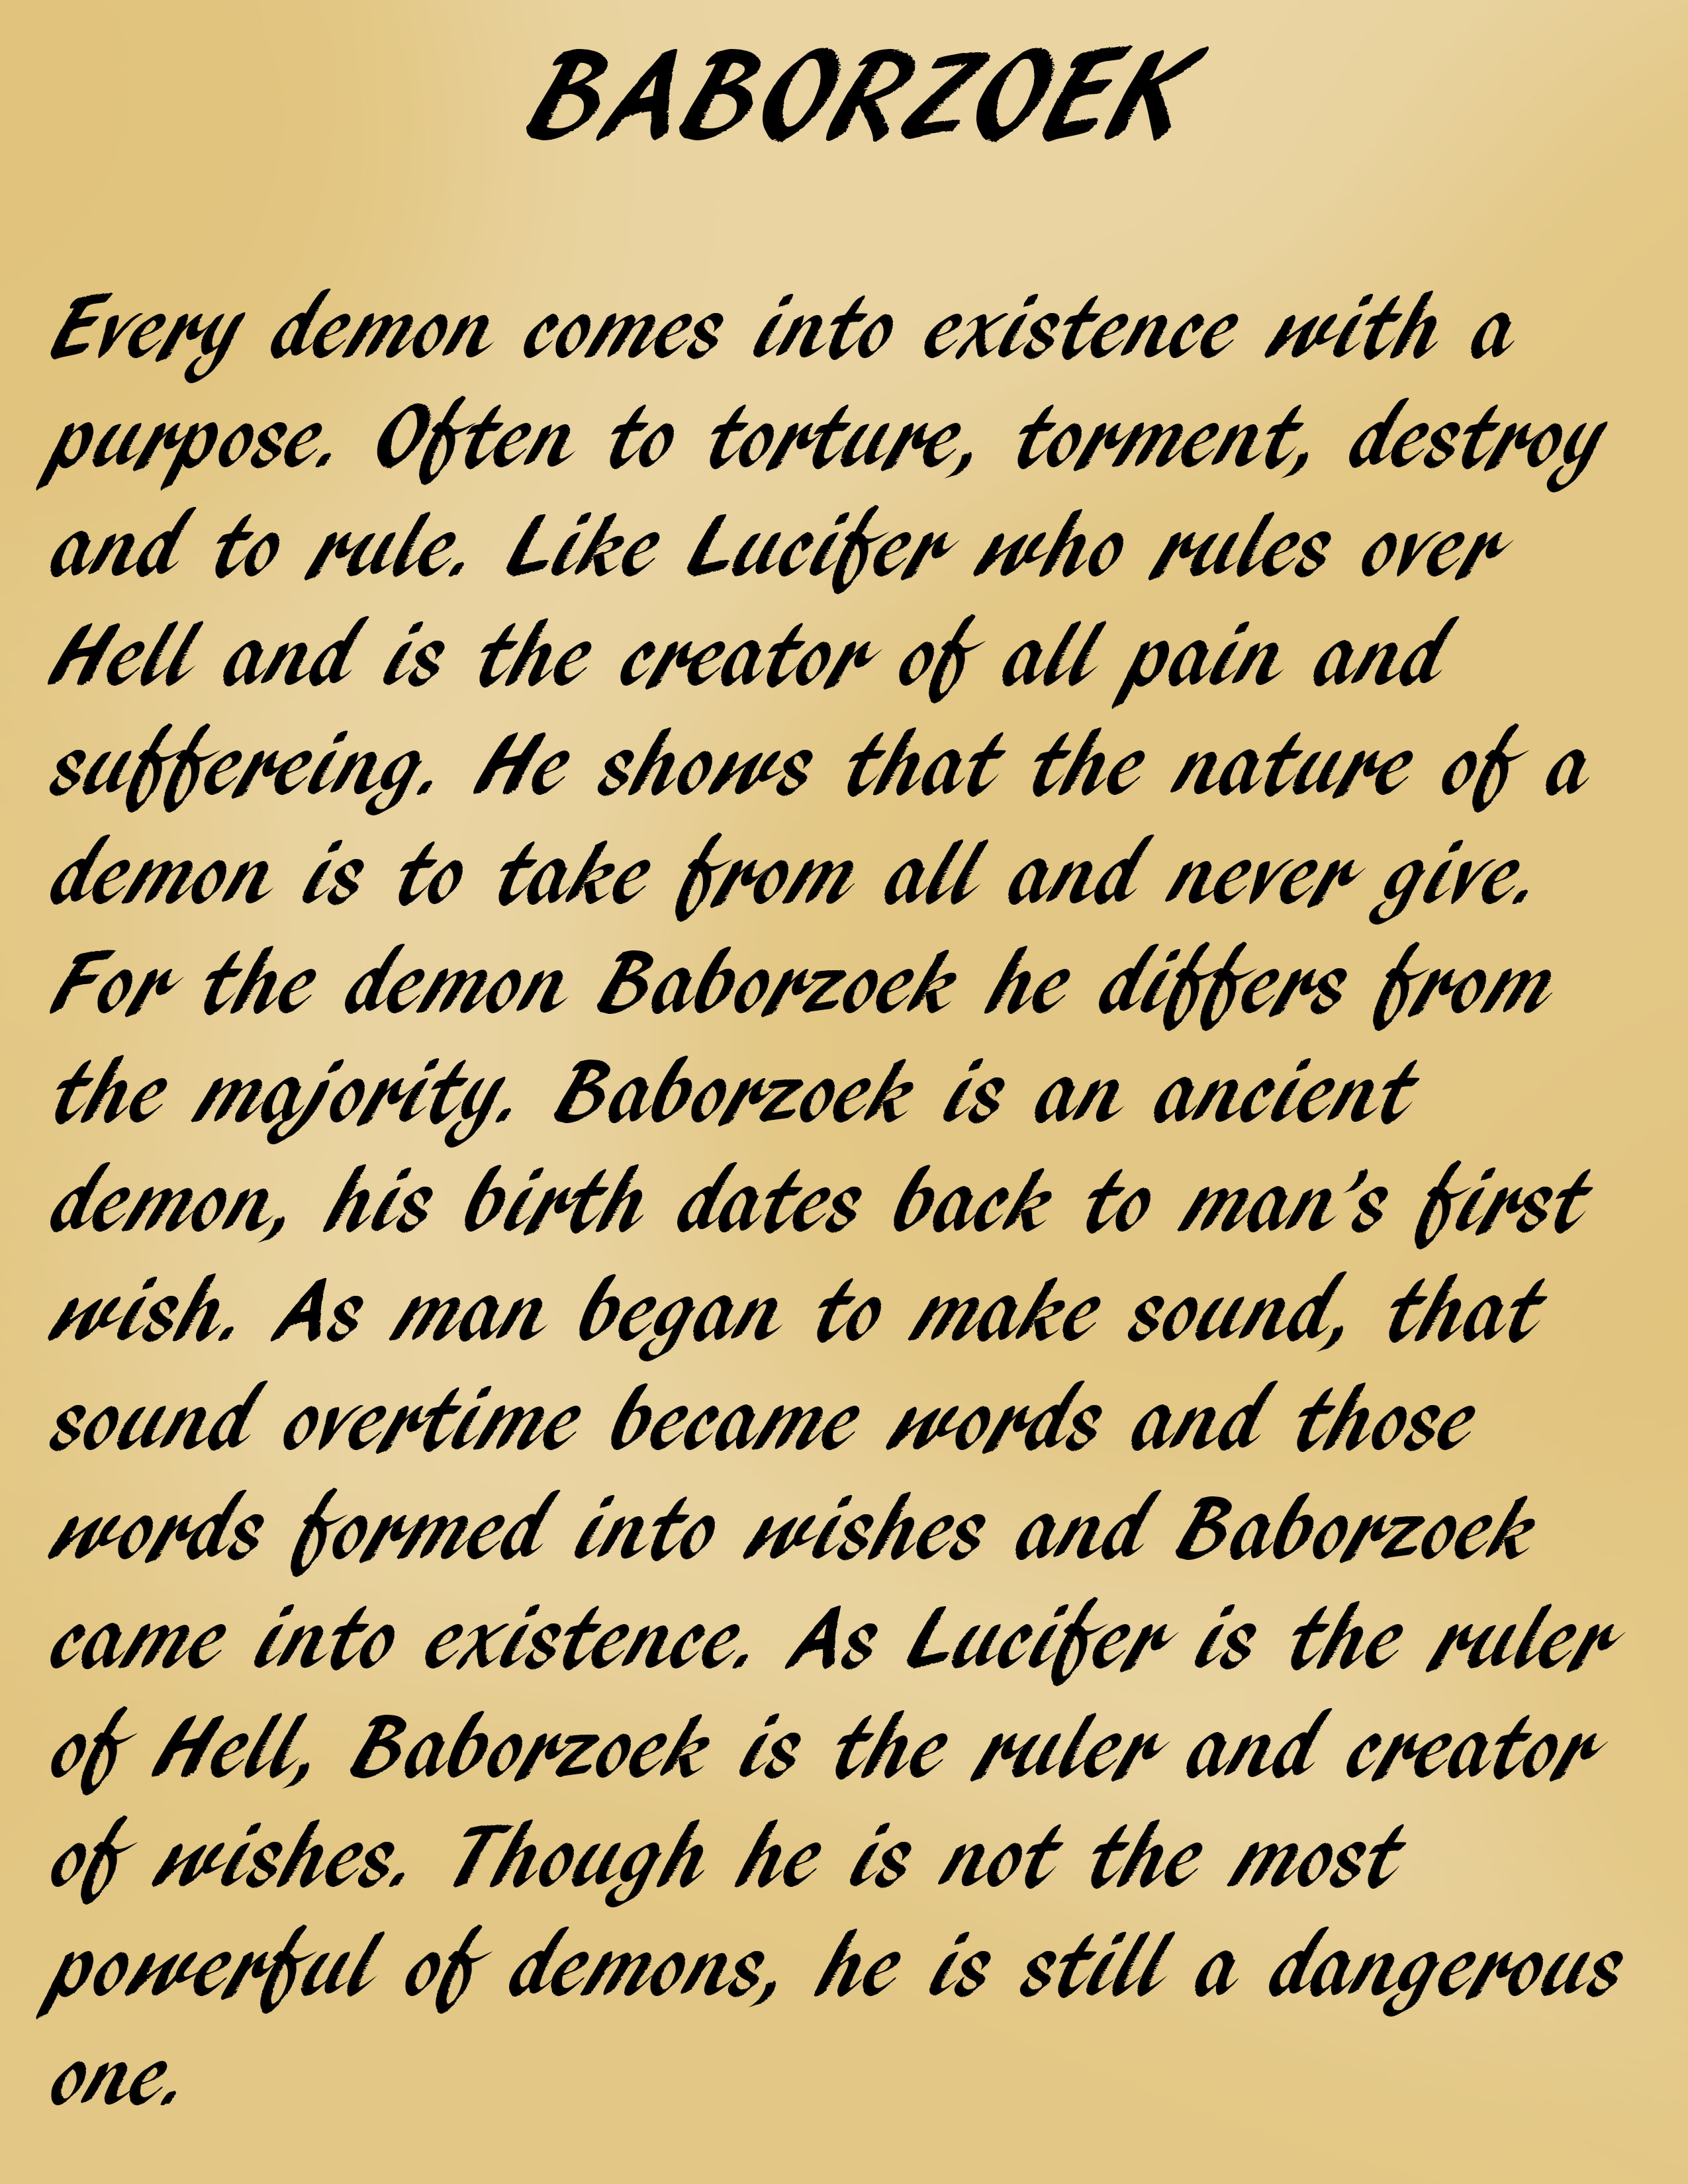 BABORZOEK
Every demon comes into existence with a
purpose. Often to torture, torment, destroy
and to rule. Like Lucifer who rules over
Hell and is the creator of all pain and
suffereing. He shows that the nature of a
demon is to take from all and never give.
For the demon Baborzoek he differs from
the majority. Baborzoek is an ancient
demon, his birth dates back to man's first
wish. As man began to make sound, that
sound overtime became words and those
words formed into wishes and Baborzoek
came into existence. As Lucifer is the ruler
of Hell, Baborzoek is the ruler and creator
of wishes. Though he is not the most
powerful of demons, he is still a dangerous
one.